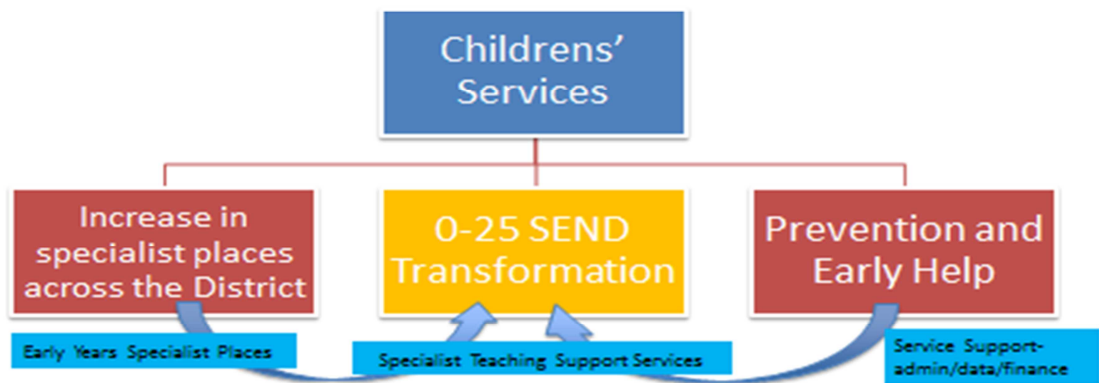 Childrens'
Services
Increase in
specialist places
across the District
0-25 SEND
Transformation
Prevention and
Early Help
Early Years Specialist Places
Specialist Teaching Support Services
Service Support-
admin/data/finance